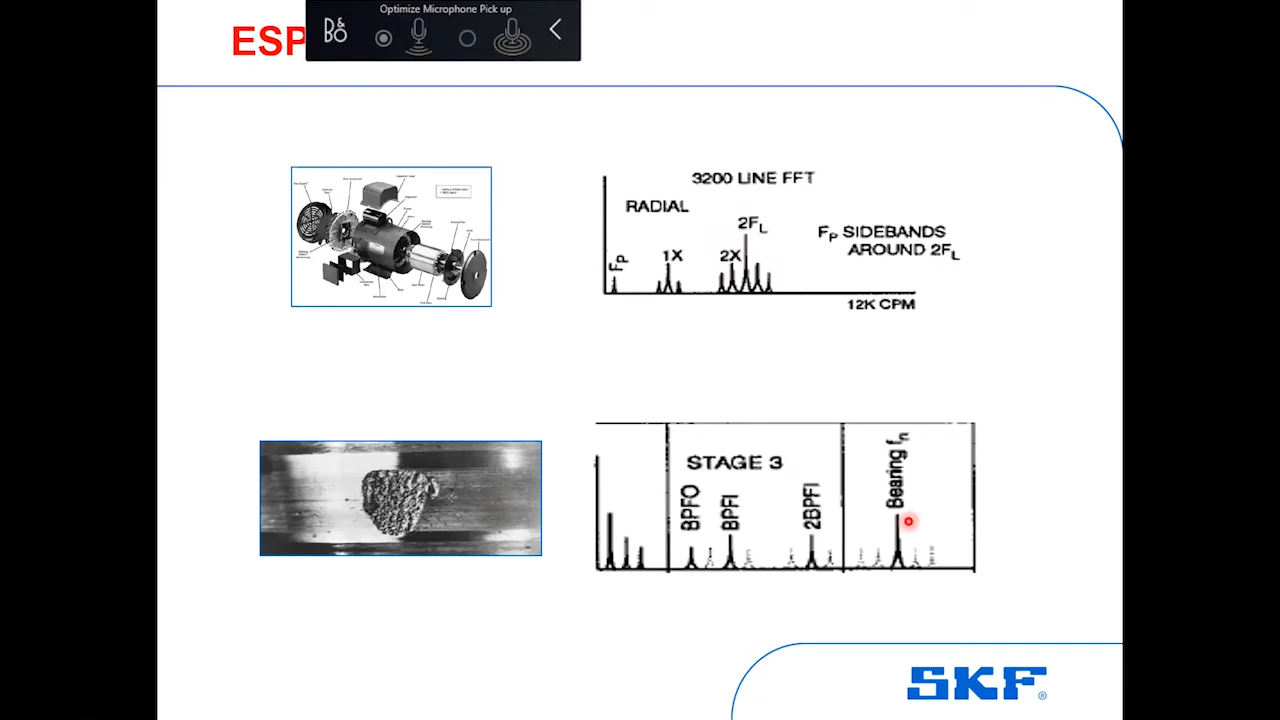 Optimize Microphone Pick up
B&O
ESP
3200 LINE FFT
RADIAL
2FL
FP SIDEBANDS
AROUND 2FL
1X
2X
FP
12K CPM
STAGE 3
BPFO
BPFI
2BPFI
Bearing fn
SKF®